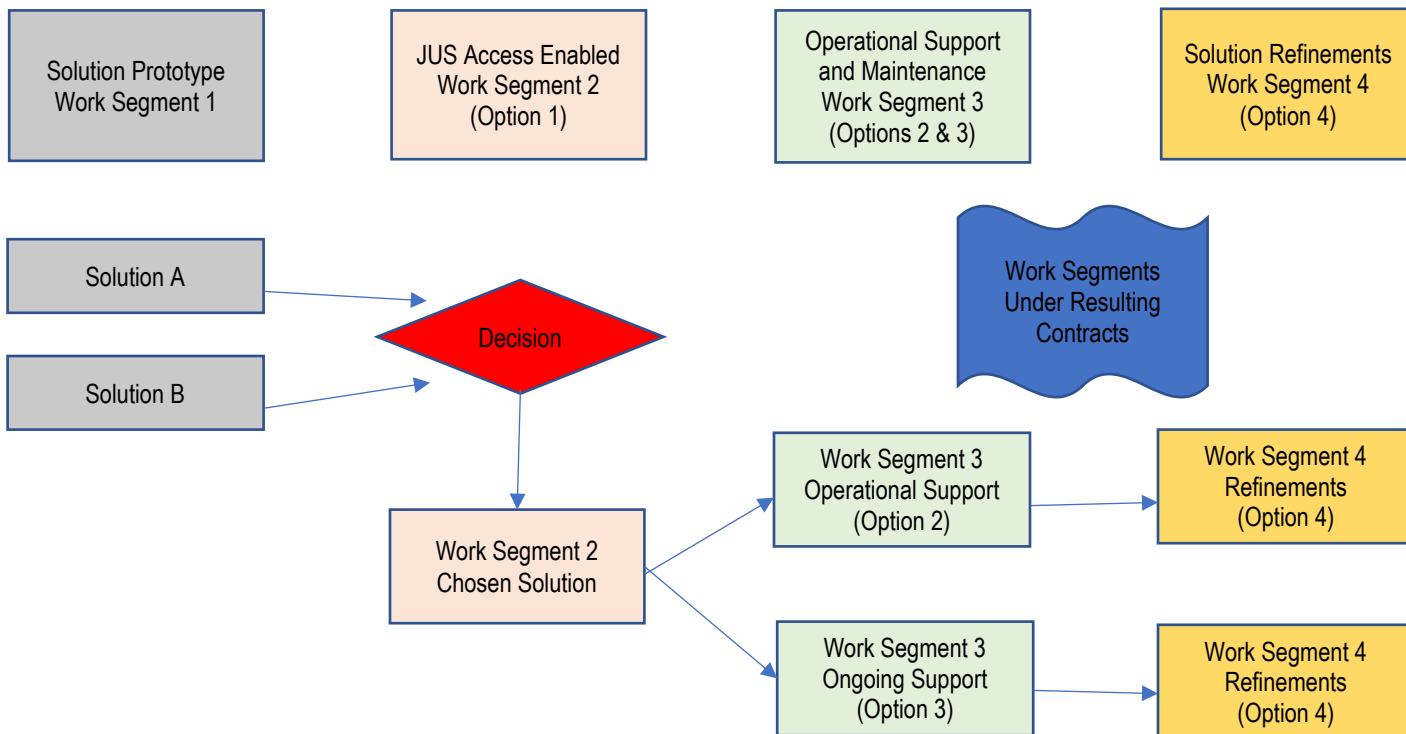 Solution Prototype
Work Segment 1
JUS Access Enabled
Work Segment 2
(Option 1)
Operational Support
and Maintenance
Work Segment 3
(Options 2 & 3)
Solution Refinements
Work Segment 4
(Option 4)
Solution A
Solution B
Decision
Work Segments
Under Resulting
Contracts
Work Segment 2
Chosen Solution
Work Segment 3
Operational Support
(Option 2)
Work Segment 4
Refinements
(Option 4)
Work Segment 3
Ongoing Support
(Option 3)
Work Segment 4
Refinements
(Option 4)